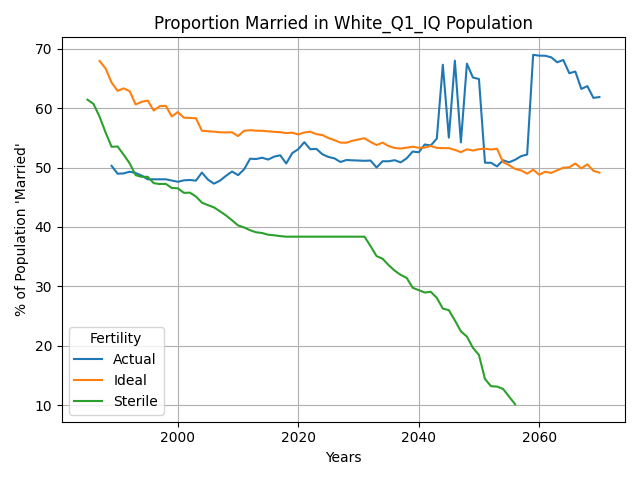 Proportion Married in White_Q1_IQ Population
% of Population 'Married'
70
60
50
40
30
20
10
Fertility
Actual
Ideal
Sterile
2000
2020
2040
2060
Years